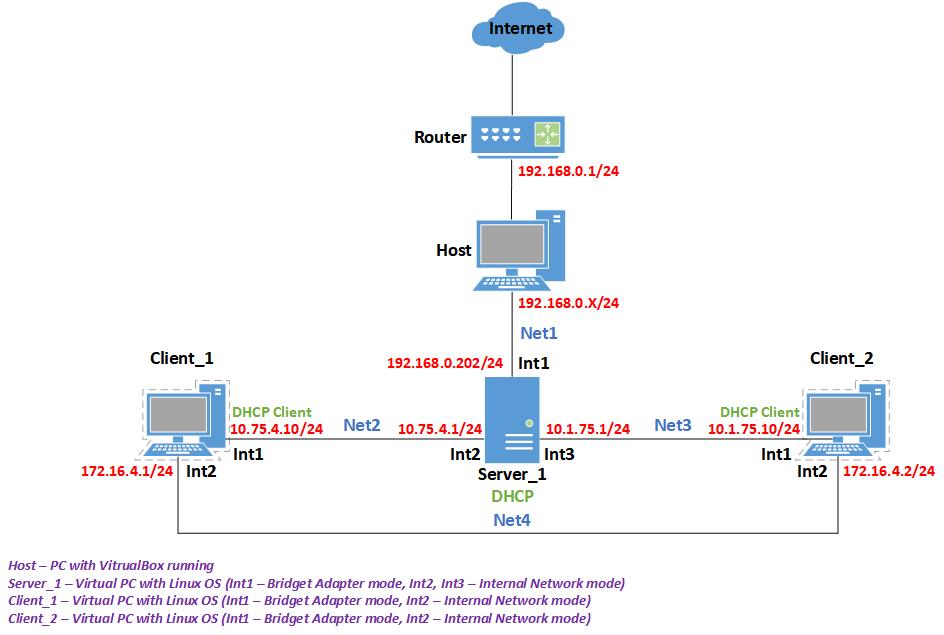 Internet
Router
192.168.0.1/24
Host
192.168.0.X/24
Net1
192.168.0.202/24 Int1
Client_1
Client_2
DHCP Client
10.75.4.10/24
Net2
10.75.4.1/24
10.1.75.1/24
Net3
DHCP Client
10.1.75.10/24
Int1
Int2
Int3
Int1
172.16.4.1/24 Int2
Server_1
Int2 172.16.4.2/24
DHCP
Net4
Host – PC with VitrualBox running
Server_1 – Virtual PC with Linux OS (Int1 – Bridget Adapter mode, Int2, Int3 – Internal Network mode)
Client_1 – Virtual PC with Linux OS (Int1 – Bridget Adapter mode, Int2 – Internal Network mode)
Client_2 – Virtual PC with Linux OS (Int1 – Bridget Adapter mode, Int2 – Internal Network mode)